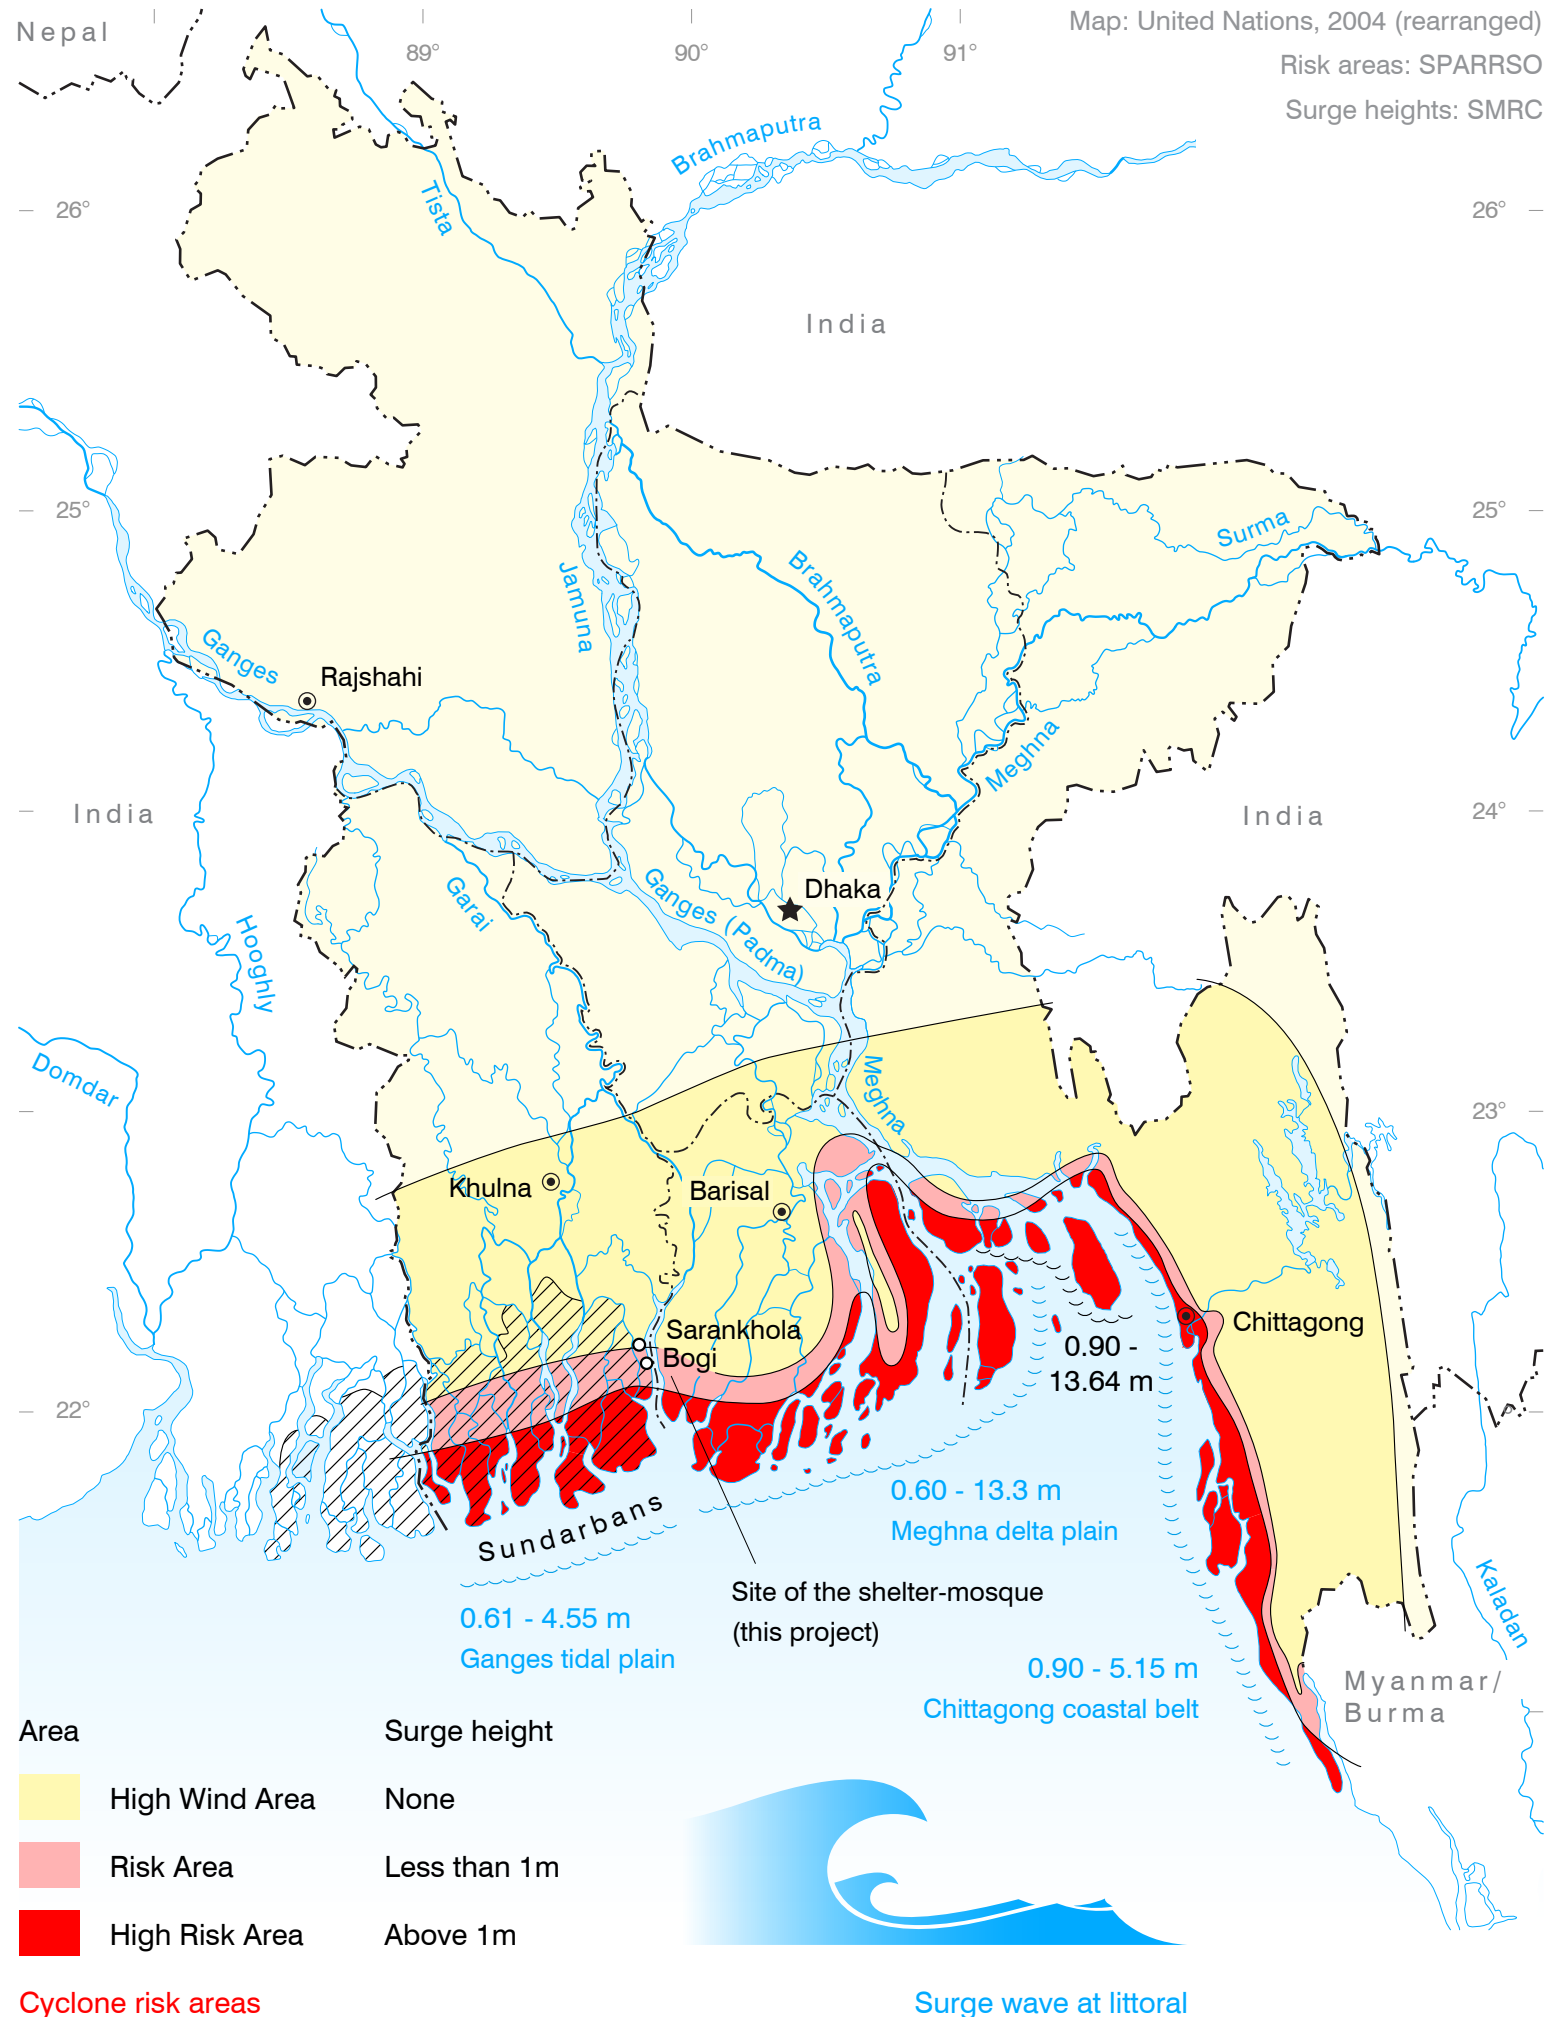 Nepal
89°
90°
91°
Map: United Nations, 2004 (rearranged)
Risk areas: SPARRSO
Surge heights: SMRC
Brahmaputra
Tista
26°
26°
India
25°
25°
Surma
Jamuna
Brahmaputra
Ganges
Rajshahi
Meghna
India
India
24°
Dhaka
Garai
Ganges (Padma)
Hooghly
Domdar
Meghna
23°
Khulna
Barisal
Sarankhola
Bogi
Chittagong
0.90 -
13.64 m
22°
Sundarbans
0.60 - 13.3 m
Meghna delta plain
Kaladan
Site of the shelter-mosque
(this project)
0.61 - 4.55 m
Ganges tidal plain
0.90 - 5.15 m
Chittagong coastal belt
Myanmar/
Burma
Area
Surge height
High Wind Area
None
Risk Area
Less than 1m
High Risk Area
Above 1m
Cyclone risk areas
Surge wave at littoral